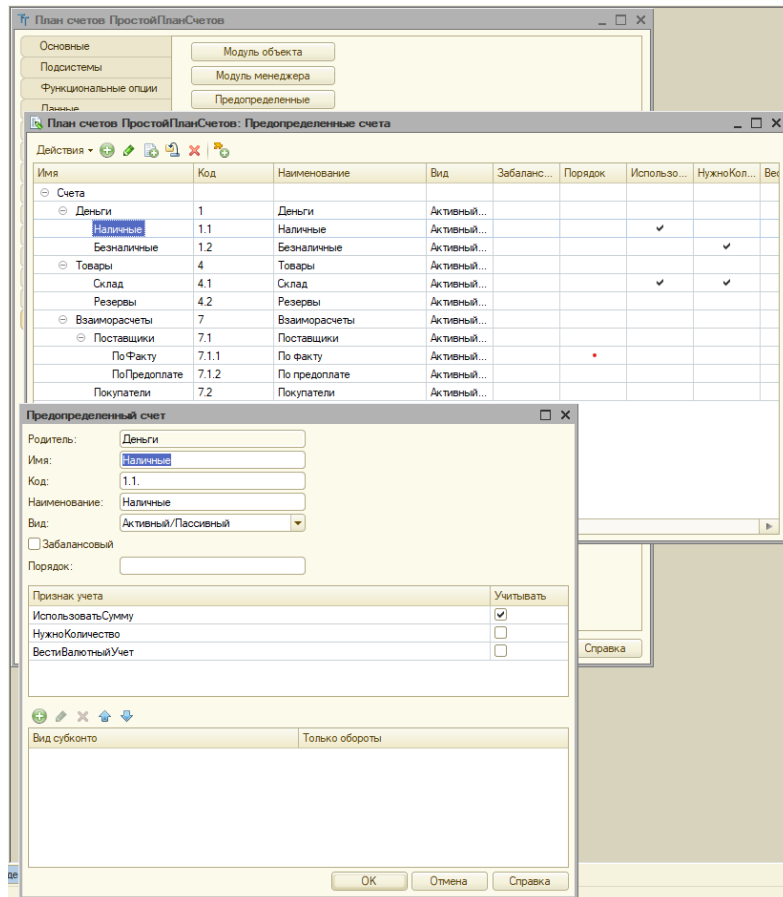 План счетов ПростойПланСчетов
Основные
Модуль объекта
Подсистемы
Модуль менеджера
Функциональные опции
Предопределенные
Данные
План счетов ПростойПланСчетов: Предопределенные счета
Действия
Имя Код Наименование Вид Забаланс... Порядок Использо... НужноКол... Вес
Счета
Деньги 1 Деньги Активный...
Наличные 1.1 Наличные Активный...
Безналичные 1.2 Безналичные Активный...
Товары 4 Товары Активный...
Склад 4.1 Склад Активный...
Резервы 4.2 Резервы Активный...
Взаиморасчеты 7 Взаиморасчеты Активный...
Поставщики 7.1 Поставщики Активный...
ПоФакту 7.1.1 По факту Активный...
ПоПредоплате 7.1.2 По предоплате Активный...
Покупатели 7.2 Покупатели Активный...
Предопределенный счет
Родитель: Деньги
Имя: Наличные
Код: 1.1.
Наименование: Наличные
Вид: Активный/Пассивный
Забалансовый
Порядок:
Признак учета Учитывать
ИспользоватьСумму
НужноКоличество
ВестиВалютныйУчет
Справка
Вид субконто Только обороты
ОК Отмена Справка